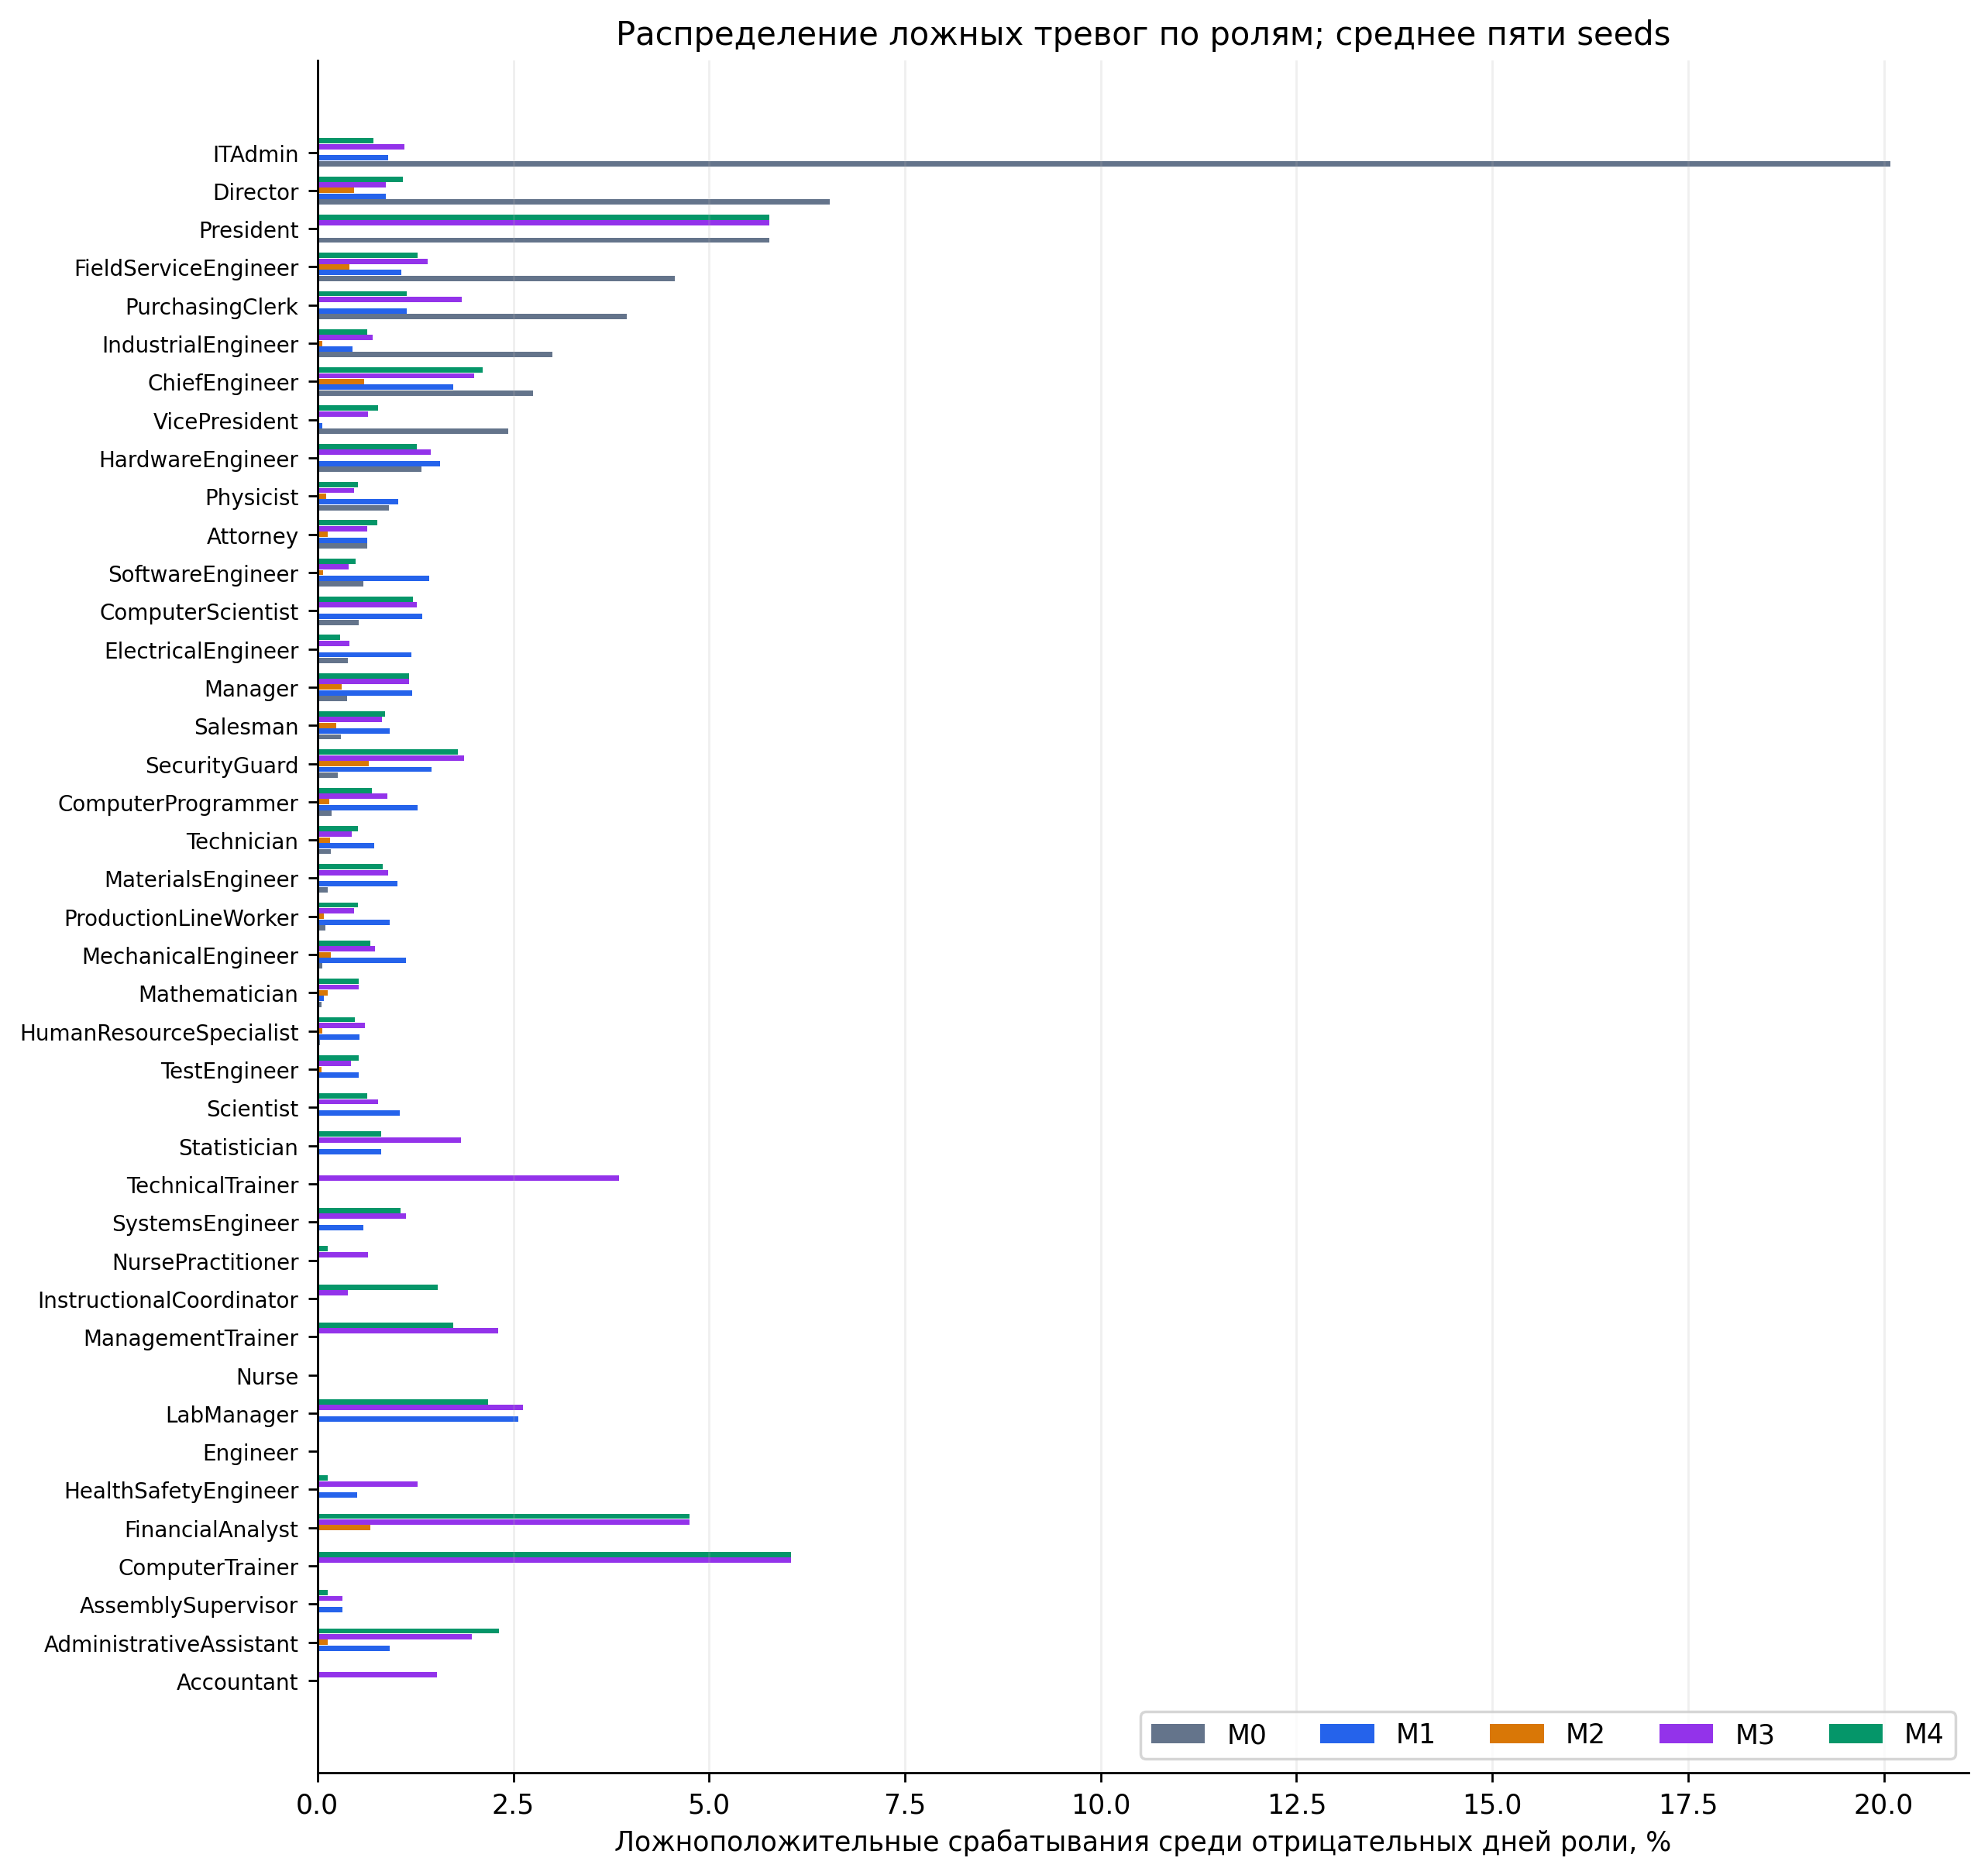 Распределение ложных тревог по ролям; среднее пяти seeds
ITAdmin
Director
President
FieldServiceEngineer
PurchasingClerk
IndustrialEngineer
ChiefEngineer
VicePresident
HardwareEngineer
Physicist
Attorney
SoftwareEngineer
ComputerScientist
ElectricalEngineer
Manager
Salesman
SecurityGuard
ComputerProgrammer
Technician
MaterialsEngineer
ProductionLineWorker
MechanicalEngineer
Mathematician
HumanResourceSpecialist
TestEngineer
Scientist
Statistician
TechnicalTrainer
SystemsEngineer
NursePractitioner
InstructionalCoordinator
ManagementTrainer
Nurse
LabManager
Engineer
HealthSafetyEngineer
FinancialAnalyst
ComputerTrainer
AssemblySupervisor
AdministrativeAssistant
Accountant
M0 M1 M2 M3 M4
0.0 2.5 5.0 7.5 10.0 12.5 15.0 17.5 20.0
Ложноположительные срабатывания среди отрицательных дней роли, %